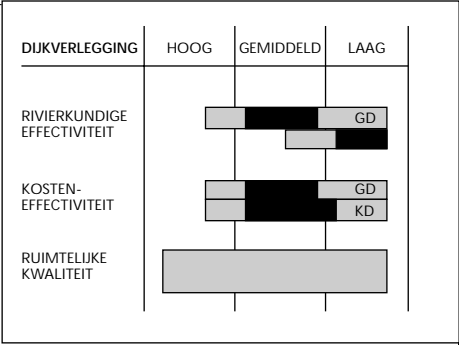 DIJKVERLEGGING HOOG GEMIDDELD LAAG
RIVIERKUNDIGE
EFFECTIVITEIT
GD
KOSTEN-
EFFECTIVITEIT
GD
KD
RUIMTELIJKE
KWALITEIT